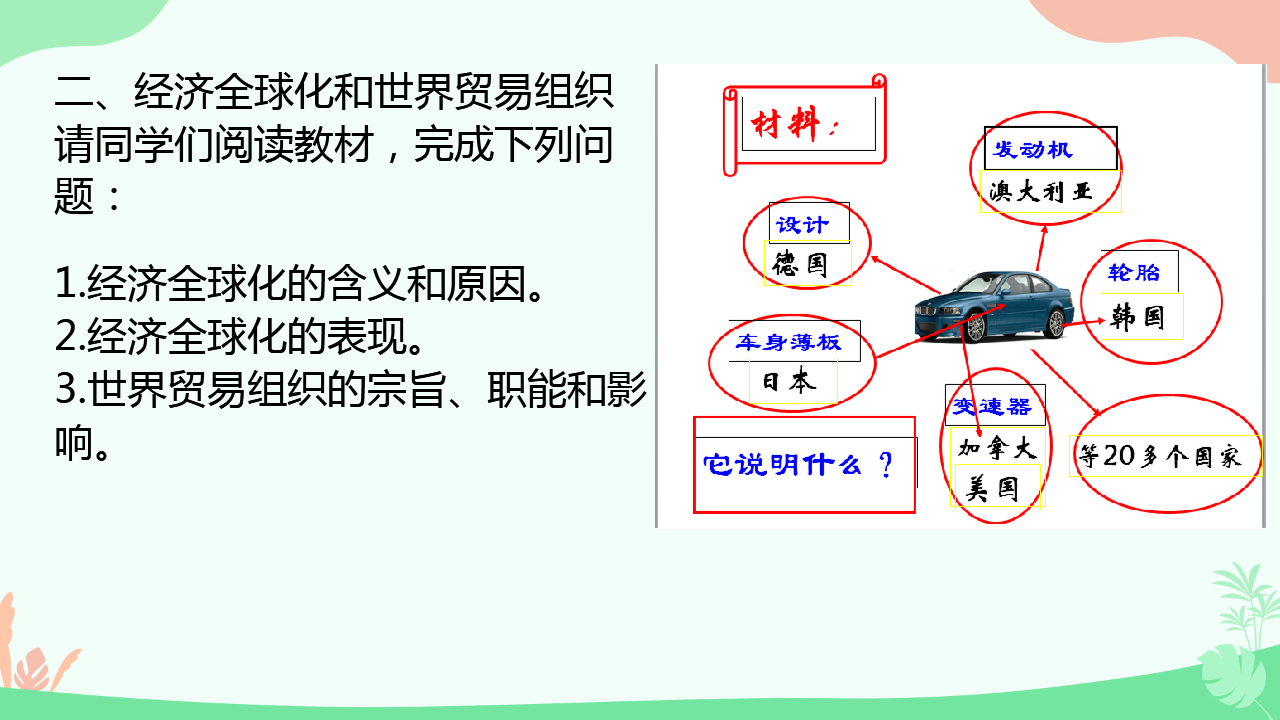 二、经济全球化和世界贸易组织
请同学们阅读教材，完成下列问
题：
1.经济全球化的含义和原因。
2.经济全球化的表现。
3.世界贸易组织的宗旨、职能和影
响。
材料：
发动机
澳大利亚
设计
德国
轮胎
韩国
车身薄板
日本
变速器
加拿大
美国
等20多个国家
它说明什么？